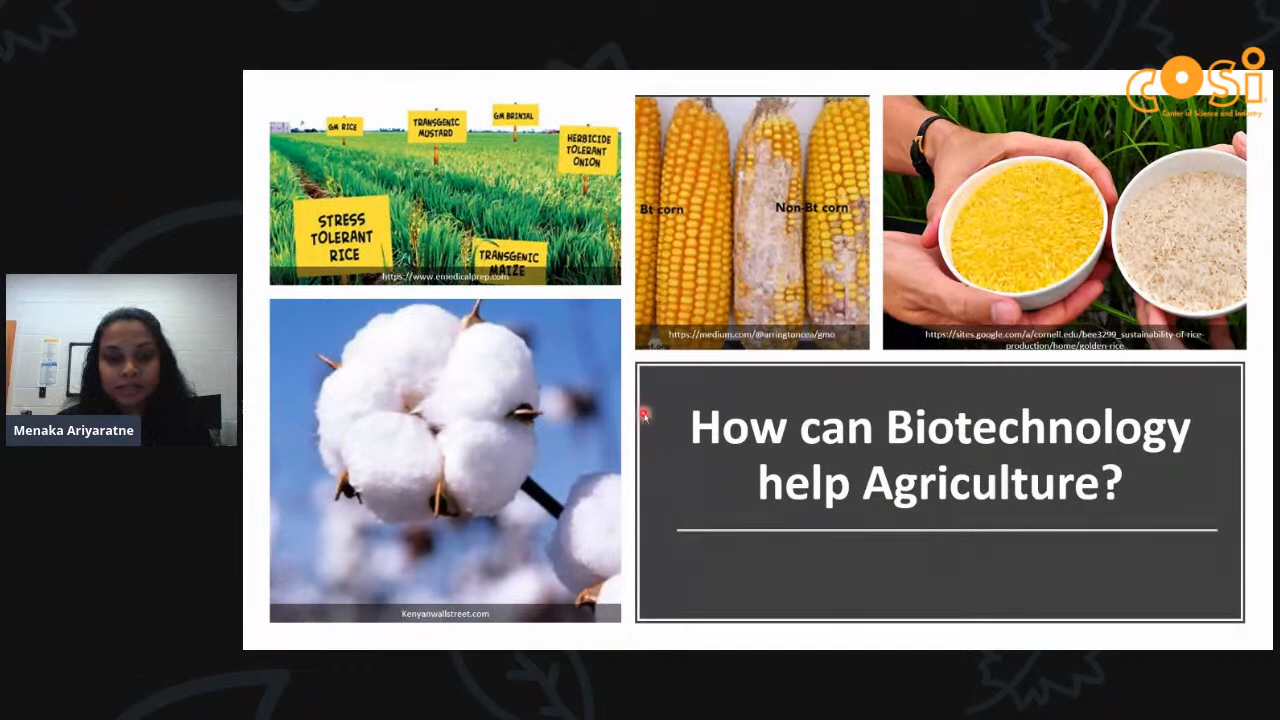 COSI
Center of Science and Industry
GM RICE
TRANSGENIC
MUSTARD
GM BRINJAL
HERBICIDE
TOLERANT
ONION
STRESS
TOLERANT
RICE
TRANSGENIC
MAIZE
https://www.emedicalprep.com
Bt corn
Non-Bt corn
https://medium.com/@arringtoncea/gmo
https://sites.google.com/a/cornell.edu/bee3299_sustainability-of-rice-
production/home/golden-rice
Menaka Ariyaratne
How can Biotechnology
help Agriculture?
Kenyanwallstreet.com